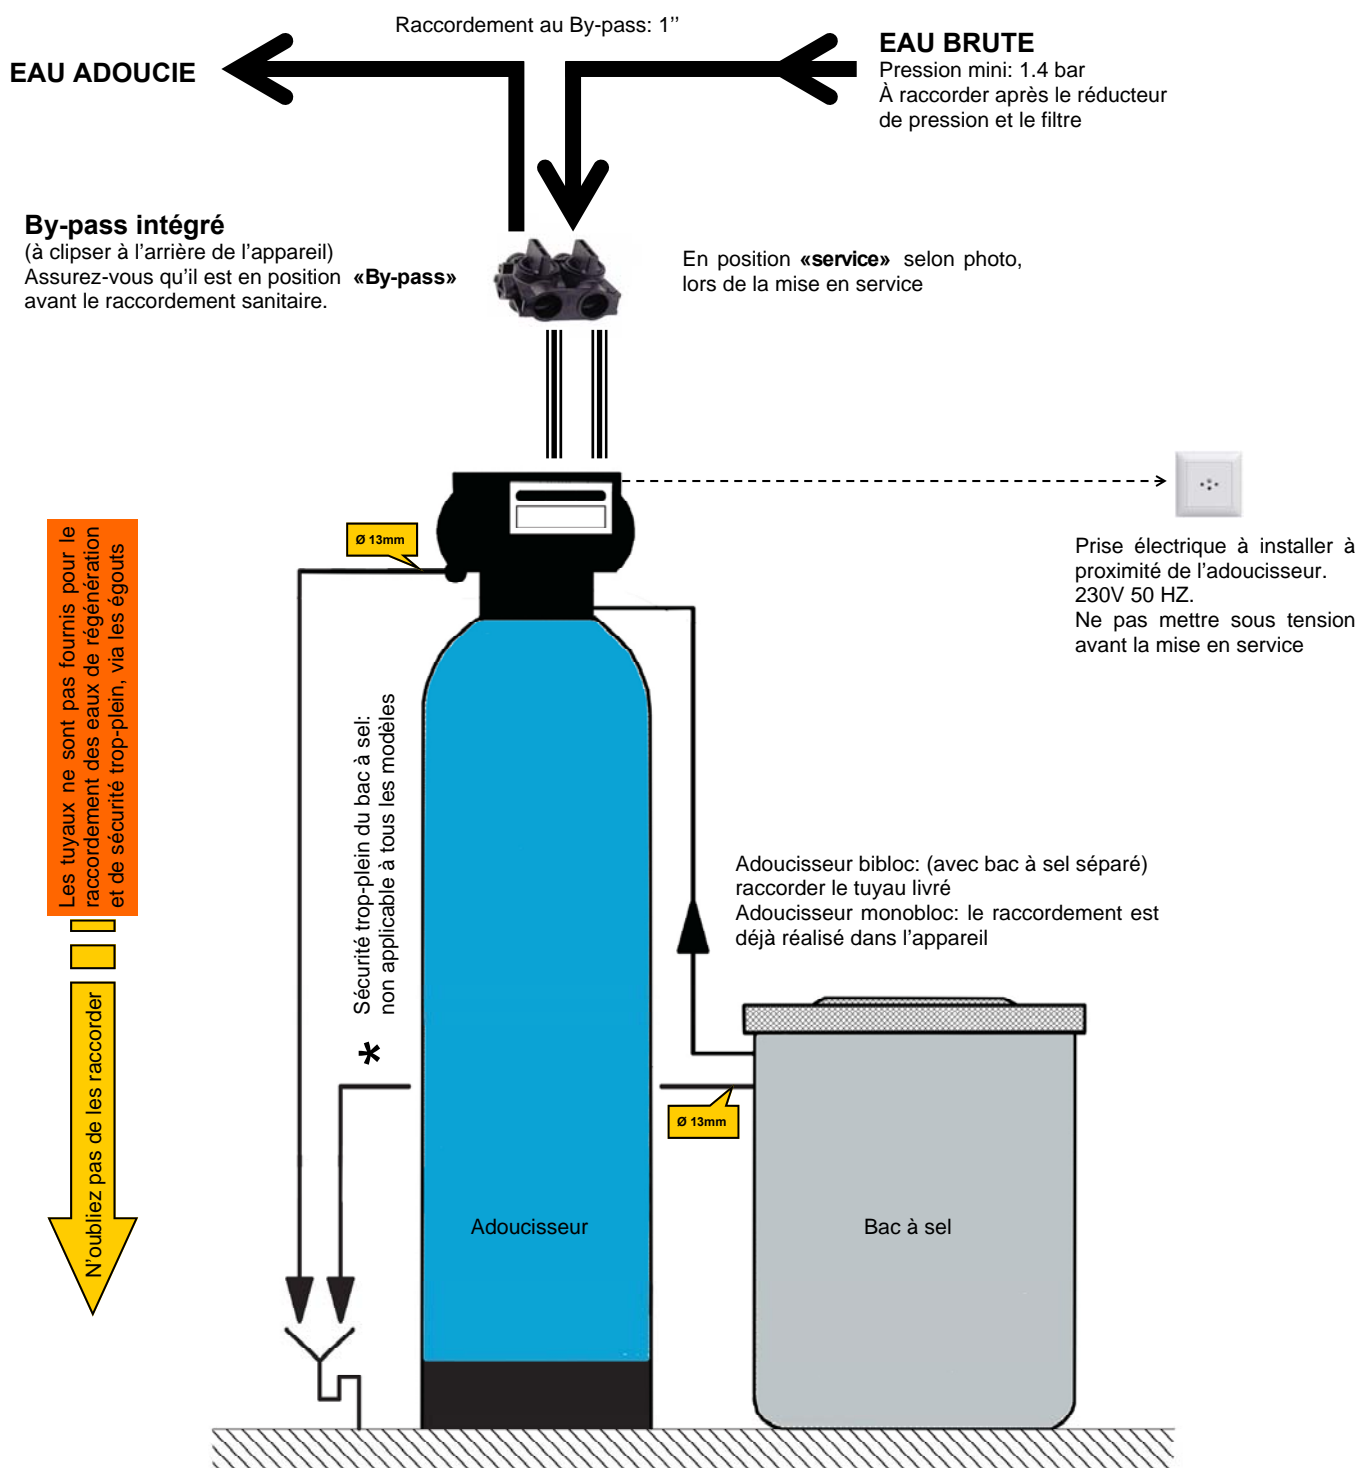 Raccordement au By-pass: 1’’
EAU ADOUCIE
EAU BRUTE
Pression mini: 1.4 bar
À raccorder après le réducteur
de pression et le filtre
By-pass intégré
(à clipser à l’arrière de l’appareil)
Assurez-vous qu’il est en position «By-pass»
avant le raccordement sanitaire.
En position «service» selon photo,
lors de la mise en service
Ø 13mm
Prise électrique à installer à
proximité de l’adoucisseur.
230V 50 HZ.
Ne pas mettre sous tension
avant la mise en service
Les tuyaux ne sont pas fournis pour le
raccordement des eaux de régénération
et de sécurité trop-plein, via les égouts
N’oubliez pas de les raccorder
Sécurité trop-plein du bac à sel:
non applicable à tous les modèles
*
Adoucisseur bibloc: (avec bac à sel séparé)
raccorder le tuyau livré
Adoucisseur monobloc: le raccordement est
déjà réalisé dans l’appareil
Ø 13mm
Adoucisseur
Bac à sel